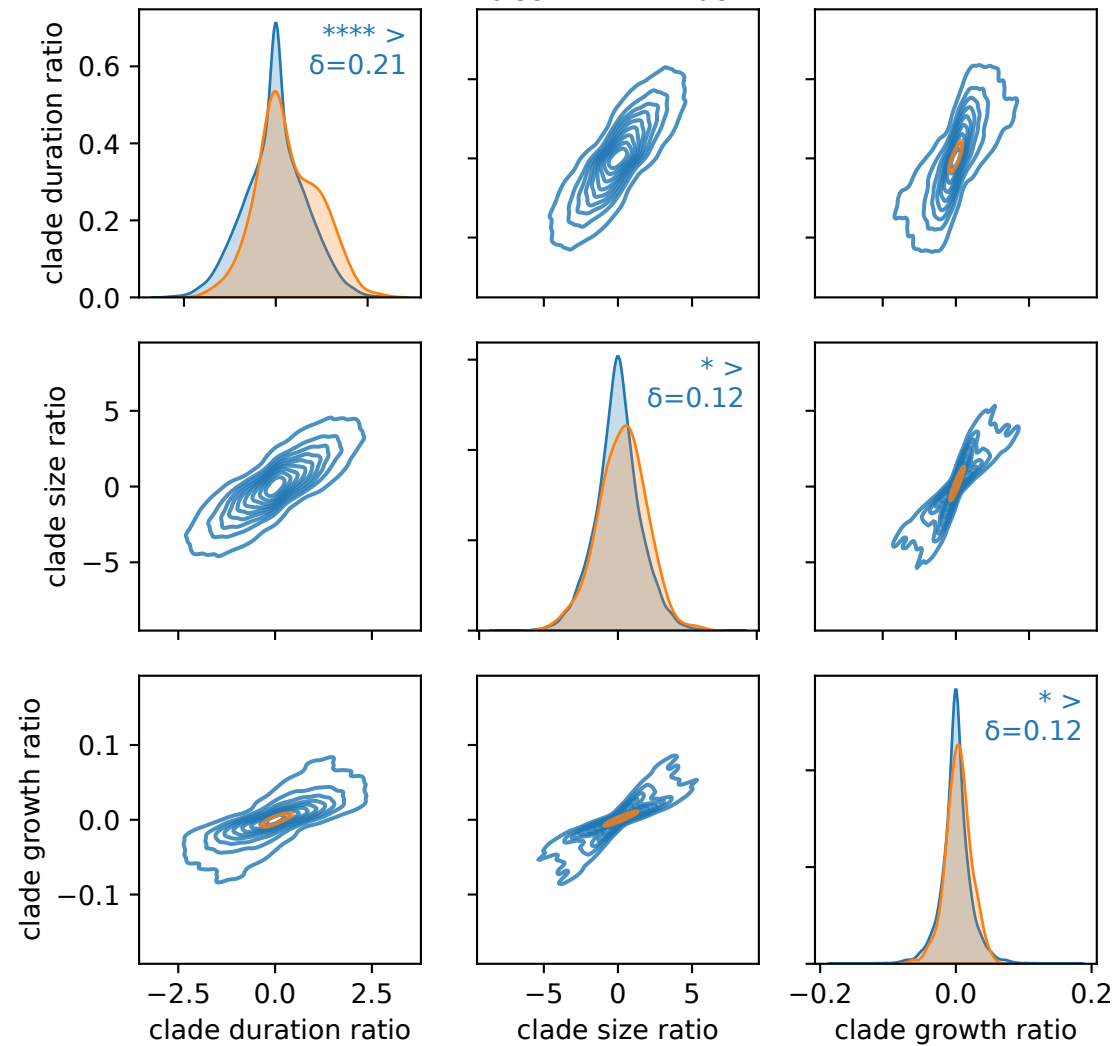 clade duration ratio
0.6
0.4
0.2
0.0
**** >
δ=0.21
clade size ratio
5
0
−5
* >
δ=0.12
clade growth ratio
0.1
0.0
−0.1
* >
δ=0.12
−2.5 0.0 2.5
−5 0 5
−0.2 0.0 0.2
clade duration ratio
clade size ratio
clade growth ratio